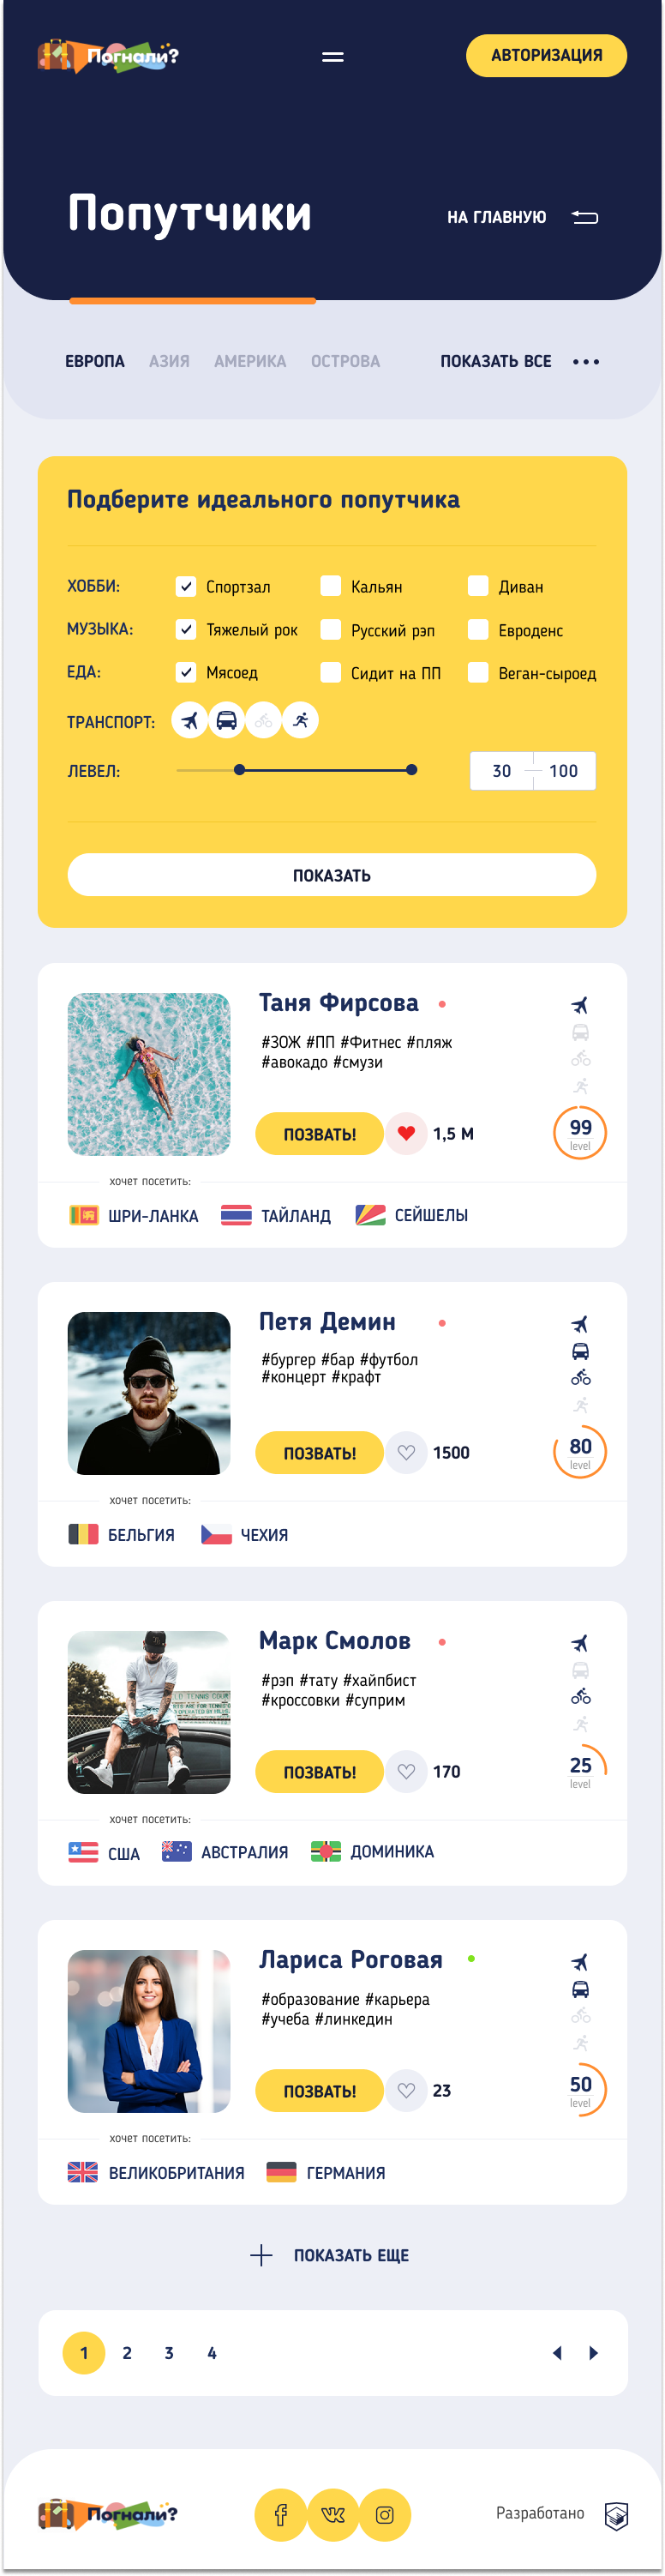 Погнали?
АВТОРИЗАЦИЯ
Попутчики
НА ГЛАВНУЮ
ЕВРОПА АЗИЯ АМЕРИКА ОСТРОВА ПОКАЗАТЬ ВСЕ
Подберите идеального попутчика
ХОББИ: Спортзал Кальян Диван
МУЗЫКА: Тяжелый рок Русский рэп Евроденс
ЕДА: Мясоед Сидит на ПП Веган-сыроед
ТРАНСПОРТ:
ЛЕВЕЛ: 30 100
ПОКАЗАТЬ
Таня Фирсова
#ЗОЖ #ПП #Фитнес #пляж
#авокадо #смузи
ПОЗВАТЬ! 1,5 М
99
level
хочет посетить:
ШРИ-ЛАНКА ТАЙЛАНД СЕЙШЕЛЫ
Петя Демин
#бургер #бар #футбол
#концерт #крафт
ПОЗВАТЬ! 1500
80
level
хочет посетить:
БЕЛЬГИЯ ЧЕХИЯ
Марк Смолов
#рэп #тату #хайпбист
#кроссовки #суприм
ПОЗВАТЬ! 170
25
level
хочет посетить:
США АВСТРАЛИЯ ДОМИНИКА
Лариса Роговая
#образование #карьера
#учеба #линкедин
ПОЗВАТЬ! 23
50
level
хочет посетить:
ВЕЛИКОБРИТАНИЯ ГЕРМАНИЯ
ПОКАЗАТЬ ЕЩЕ
1 2 3 4
Погнали?
Разработано